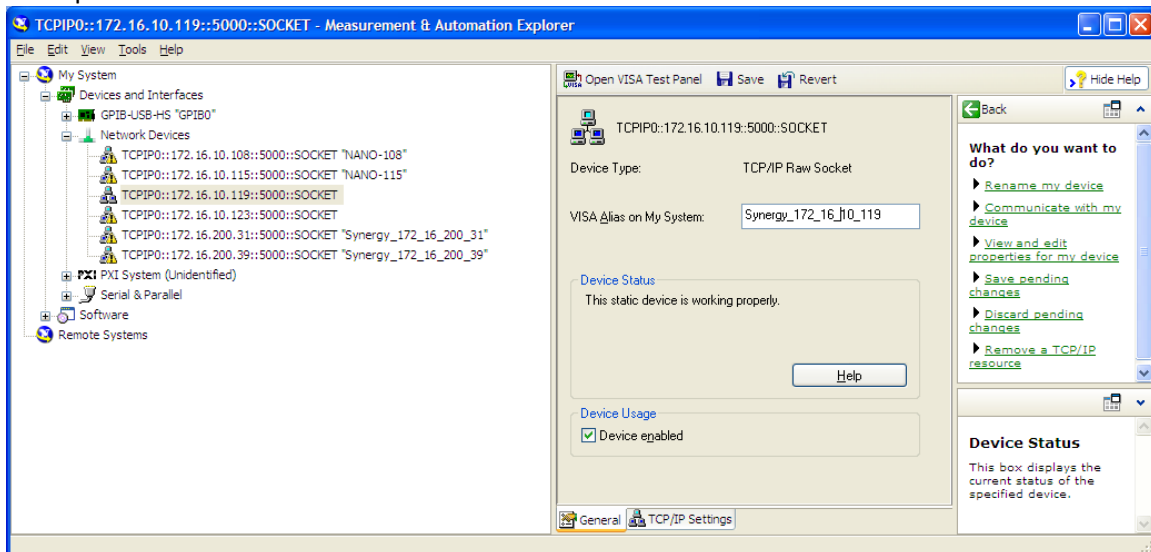 TCPIP0::172.16.10.119::5000::SOCKET - Measurement & Automation Explorer
File Edit View Tools Help
My System
Devices and Interfaces
GPIB-USB-HS "GPIB0"
Network Devices
TCPIP0::172.16.10.108::5000::SOCKET "NANO-108"
TCPIP0::172.16.10.115::5000::SOCKET "NANO-115"
TCPIP0::172.16.10.119::5000::SOCKET
TCPIP0::172.16.10.123::5000::SOCKET
TCPIP0::172.16.200.31::5000::SOCKET "Synergy_172_16_200_31"
TCPIP0::172.16.200.39::5000::SOCKET "Synergy_172_16_200_39"
PXI PXI System (Unidentified)
Serial & Parallel
Software
Remote Systems
Open VISA Test Panel Save Revert
Hide Help
TCPIP0::172.16.10.119::5000::SOCKET
Device Type: TCP/IP Raw Socket
VISA Alias on My System: Synergy_172_16_10_119
Device Status
This static device is working properly.
Help
Device Usage
Device enabled
General TCP/IP Settings
Back
What do you want to
do?
Rename my device
Communicate with my
device
View and edit
properties for my device
Save pending
changes
Discard pending
changes
Remove a TCP/IP
resource
Device Status
This box displays the
current status of the
specified device.